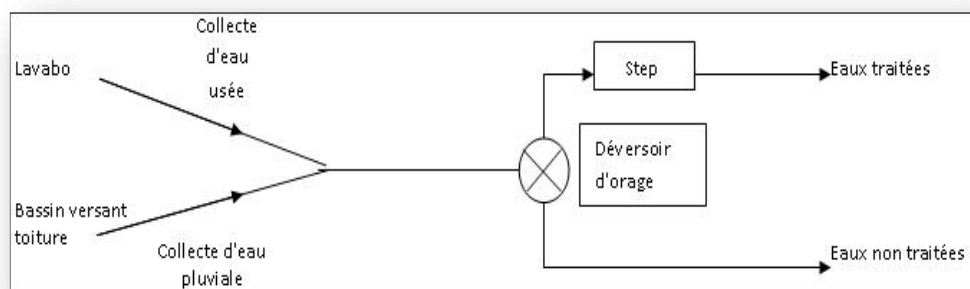 Collecte
d'eau
usée
Lavabo
Step
Eaux traitées
Déversoir
d'orage
Bassin versant
toiture
Collecte d'eau
pluviale
Eaux non traitées